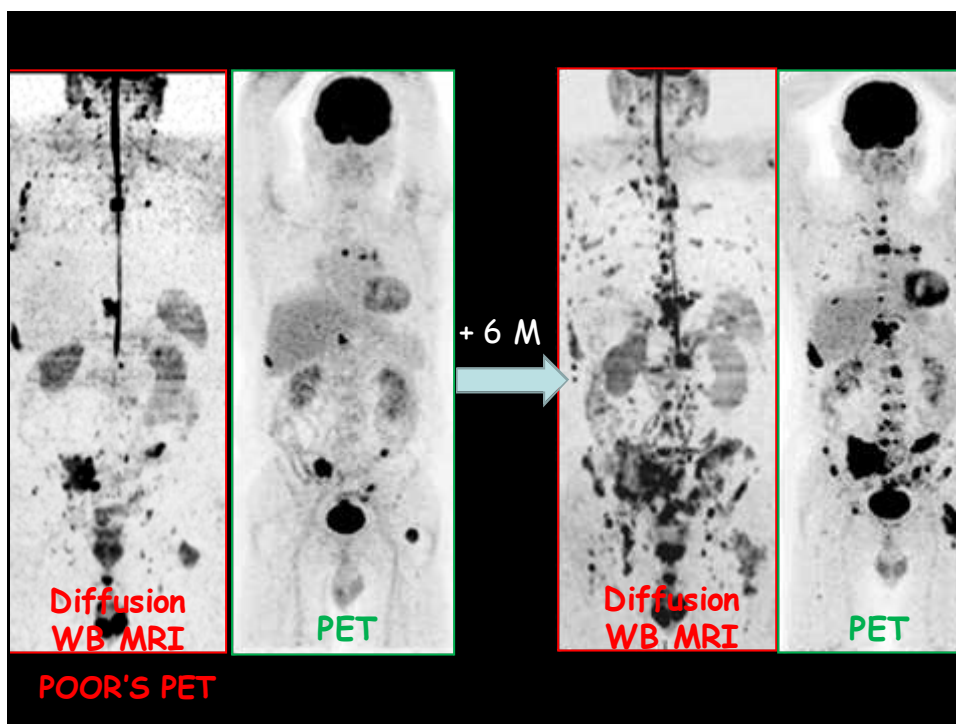 + 6 M
Diffusion
WB MRI
PET
Diffusion
WB MRI
PET
POOR'S PET